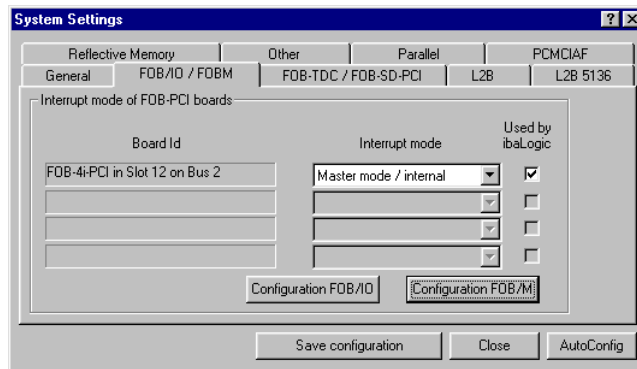 System Settings
Reflective Memory Other Parallel PCMCIAF
General FOB/IO / FOBM FOB-TDC / FOB-SD-PCI L2B L2B 5136
Interrupt mode of FOB-PCI boards
Board Id Interrupt mode Used by ibaLogic
FOB-4i-PCI in Slot 12 on Bus 2 Master mode / internal
Configuration FOB/IO Configuration FOB/M
Save configuration Close AutoConfig